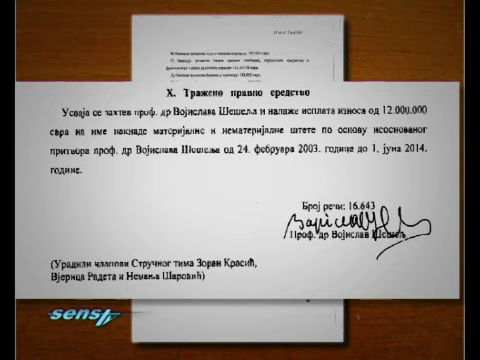 X. Тражено правно средство
Усваја се захтев проф. др Војислава Шешеља и налаже исплата износа од 12.000.000
евра на име накнаде материјалне и нематеријалне штете по основу неоснованог
притвора проф. др Војислава Шешеља од 24. фебруара 2003. године до 1. јуна 2014.
године.
Број речи: 16.643
Проф. др Војислав Шешељ
(Урадили чланови Стручног тима Зоран Красић,
Вјерица Радета и Немања Шаровић)
sense